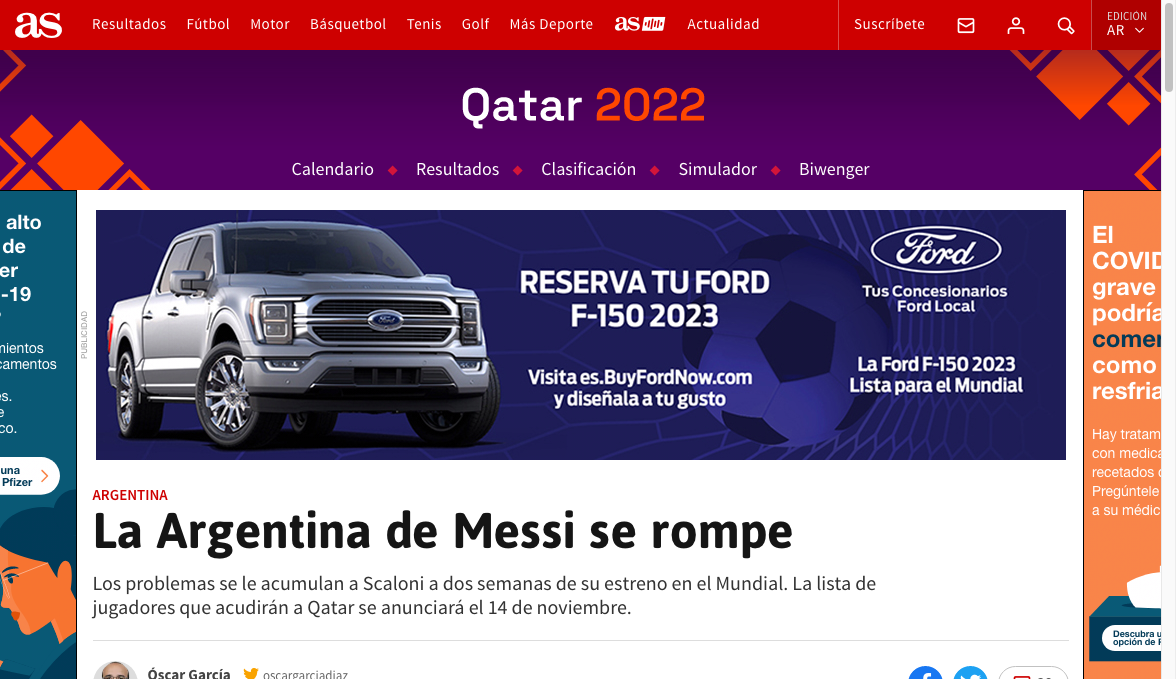 as
Resultados
Fútbol
Motor
Básquetbol
Tenis
Golf
Más Deporte
as
Actualidad
Suscríbete
EDICIÓN
AR
Qatar 2022
Calendario
Resultados
Clasificación
Simulador
Biwenger
alto
de
-19
una
Pfizer
PUBLICIDAD
RESERVA TU FORD
F-150 2023
Visita es.BuyFordNow.com
y diseñala a tu gusto
Ford
Tus Concesionarios
Ford Local
La Ford F-150 2023
Lista para el Mundial
El
COVID
grave
podría
comen
como
resfria
Hay tratam
con medica
recetados
Pregúntele
a su médic
Descubra u
opción de P
ARGENTINA
La Argentina de Messi se rompe
Los problemas se le acumulan a Scaloni a dos semanas de su estreno en el Mundial. La lista de
jugadores que acudirán a Qatar se anunciará el 14 de noviembre.
Óscar García
oscargarciadiaz